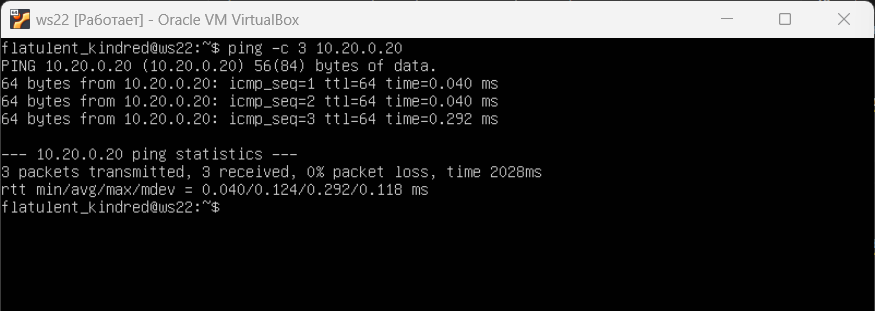 ws22 [Работает] - Oracle VM VirtualBox
flatulent_kindred@ws22:~$ ping -c 3 10.20.0.20
PING 10.20.0.20 (10.20.0.20) 56(84) bytes of data.
64 bytes from 10.20.0.20: icmp_seq=1 ttl=64 time=0.040 ms
64 bytes from 10.20.0.20: icmp_seq=2 ttl=64 time=0.040 ms
64 bytes from 10.20.0.20: icmp_seq=3 ttl=64 time=0.292 ms
--- 10.20.0.20 ping statistics ---
3 packets transmitted, 3 received, 0% packet loss, time 2028ms
rtt min/avg/max/mdev = 0.040/0.124/0.292/0.118 ms
flatulent_kindred@ws22:~$